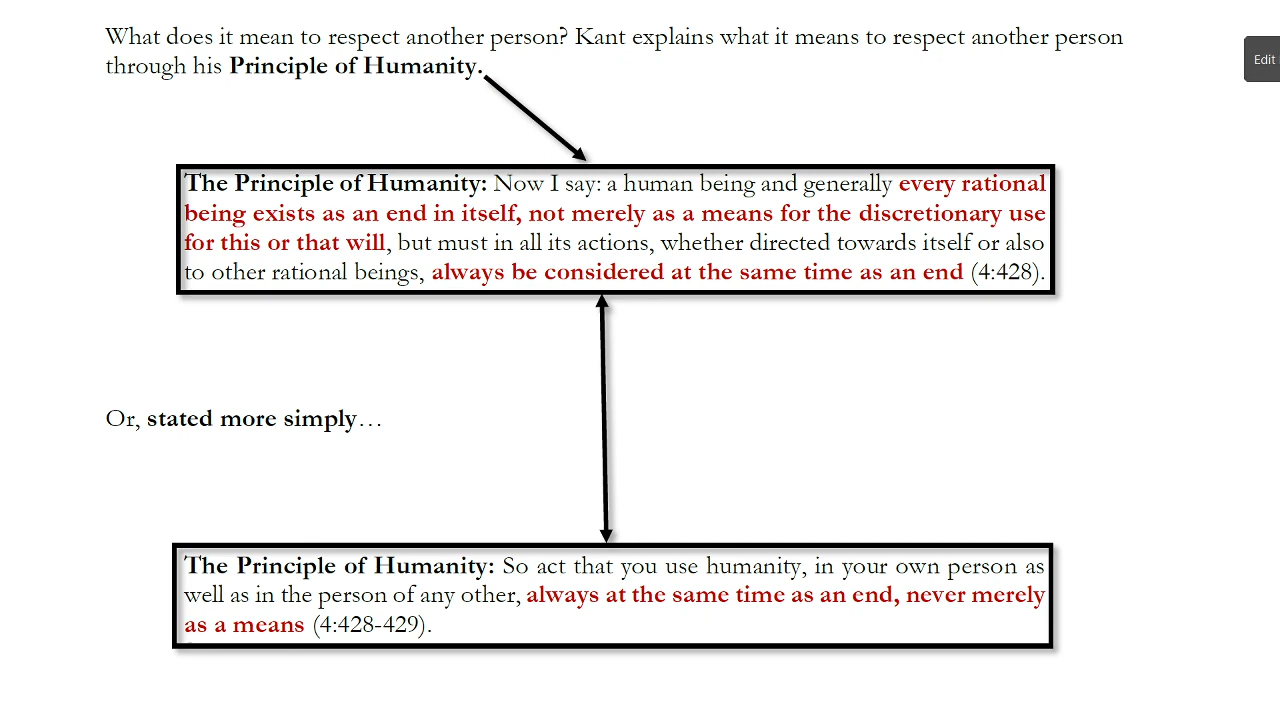 What does it mean to respect another person? Kant explains what it means to respect another person
through his Principle of Humanity.
Edit
The Principle of Humanity: Now I say: a human being and generally every rational
being exists as an end in itself, not merely as a means for the discretionary use
for this or that will, but must in all its actions, whether directed towards itself or also
to other rational beings, always be considered at the same time as an end (4:428).
Or, stated more simply…
The Principle of Humanity: So act that you use humanity, in your own person as
well as in the person of any other, always at the same time as an end, never merely
as a means (4:428-429).